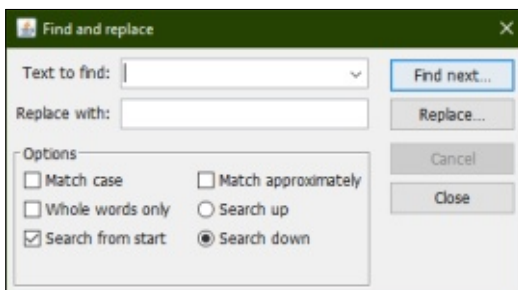 Find and replace
Text to find:
Find next...
Replace with:
Replace...
Options
Match case
Match approximately
Cancel
Whole words only
Search up
Close
Search from start
Search down